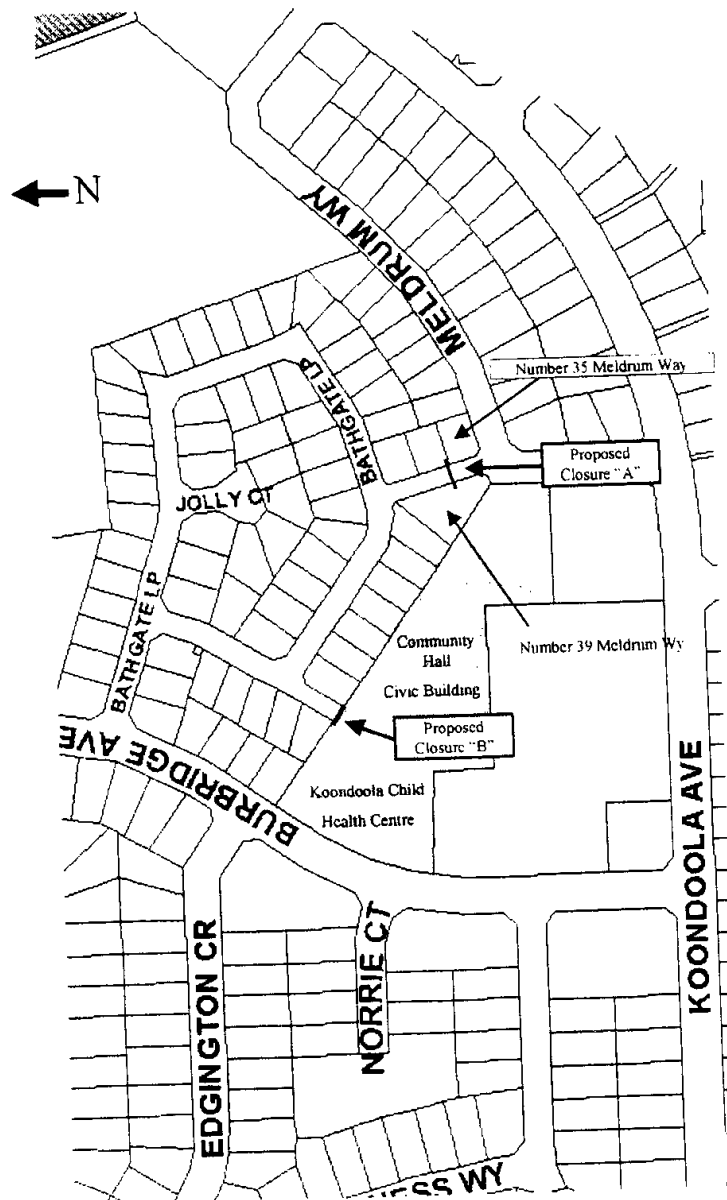 N
MELDRUM WY
Number 35 Meldrum Way
BATHGATE LP
Proposed
Closure "A"
JOLLY CT
BATHGATE LP
Community
Hall
Number 39 Meldrum Wy
Civic Building
Proposed
Closure "B"
BURBRIDGE AVE
Koondoola Child
Health Centre
KOONDOOLA AVE
EDGINGTON CR
NORRIE CT
WY